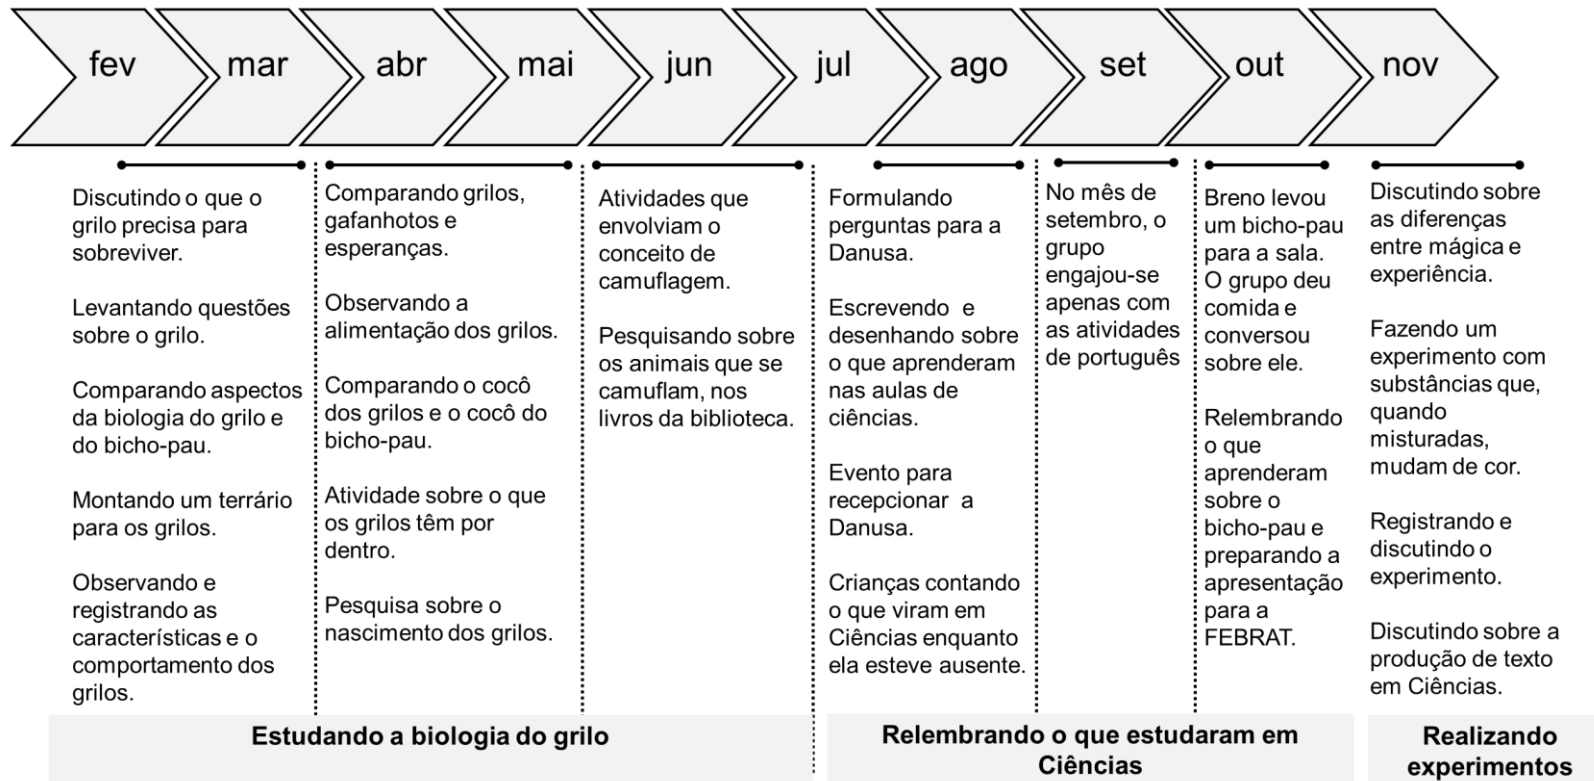 fev
mar
abr
mai
jun
jul
ago
set
out
nov
Discutindo o que o
grilo precisa para
sobreviver.
Levantando questões
sobre o grilo.
Comparando aspectos
da biologia do grilo e
do bicho-pau.
Montando um terrário
para os grilos.
Observando e
registrando as
características e o
comportamento dos
grilos.
Comparando grilos,
gafanhotos e
esperanças.
Observando a
alimentação dos grilos.
Comparando o cocô
dos grilos e o cocô do
bicho-pau.
Atividade sobre o que
os grilos têm por
dentro.
Pesquisa sobre o
nascimento dos grilos.
Atividades que
envolviam o
conceito de
camuflagem.
Pesquisando sobre
os animais que se
camuflam, nos
livros da biblioteca.
Formulando
perguntas para a
Danusa.
Escrevendo e
desenhando sobre
o que aprenderam
nas aulas de
ciências.
Evento para
recepcionar a
Danusa.
Crianças contando
o que viram em
Ciências enquanto
ela esteve ausente.
No mês de
setembro, o
grupo
engajou-se
apenas com
as atividades
de português
Breno levou
um bicho-pau
para a sala.
O grupo deu
comida e
conversou
sobre ele.
Relembrando
o que
aprenderam
sobre o
bicho-pau e
preparando a
apresentação
para a
FEBRAT.
Discutindo sobre
as diferenças
entre mágica e
experiência.
Fazendo um
experimento com
substâncias que,
quando
misturadas,
mudam de cor.
Registrando e
discutindo o
experimento.
Discutindo sobre a
produção de texto
em Ciências.
Estudando a biologia do grilo
Relembrando o que estudaram em
Ciências
Realizando
experimentos